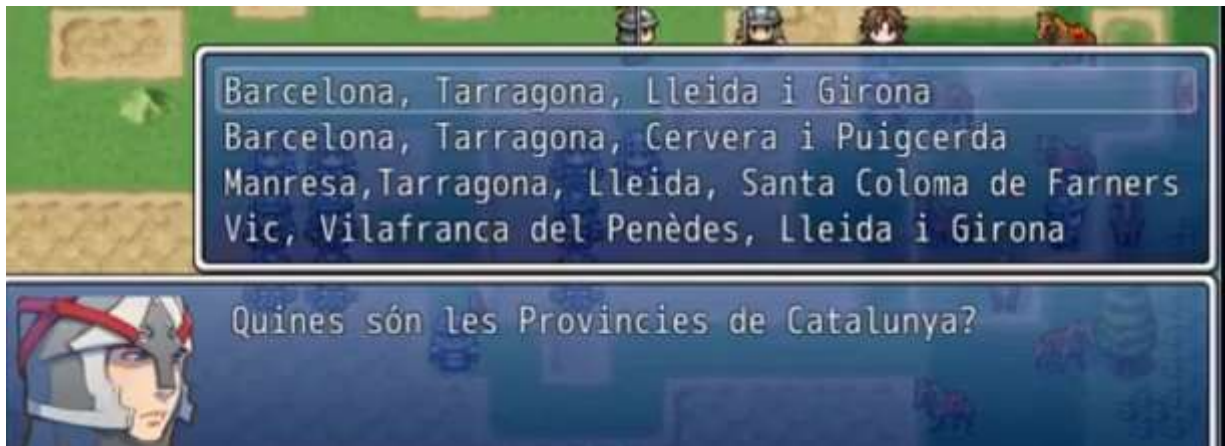 Barcelona, Tarragona, Lleida i Girona
Barcelona, Tarragona, Cervera i Puigcerda
Manresa,Tarragona, Lleida, Santa Coloma de Farners
Vic, Vilafranca del Penèdes, Lleida i Girona
Quines són les Provincies de Catalunya?